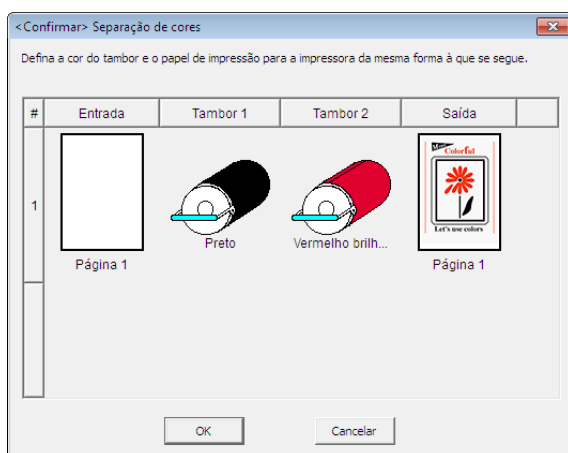 <Confirmar> Separação de cores
Defina a cor do tambor e o papel de impressão para a impressora da mesma forma à que se segue.
# Entrada Tambor 1 Tambor 2 Saída
1
Colorful
Let's use colors
Preto Vermelho brilh...
Página 1 Página 1
OK Cancelar